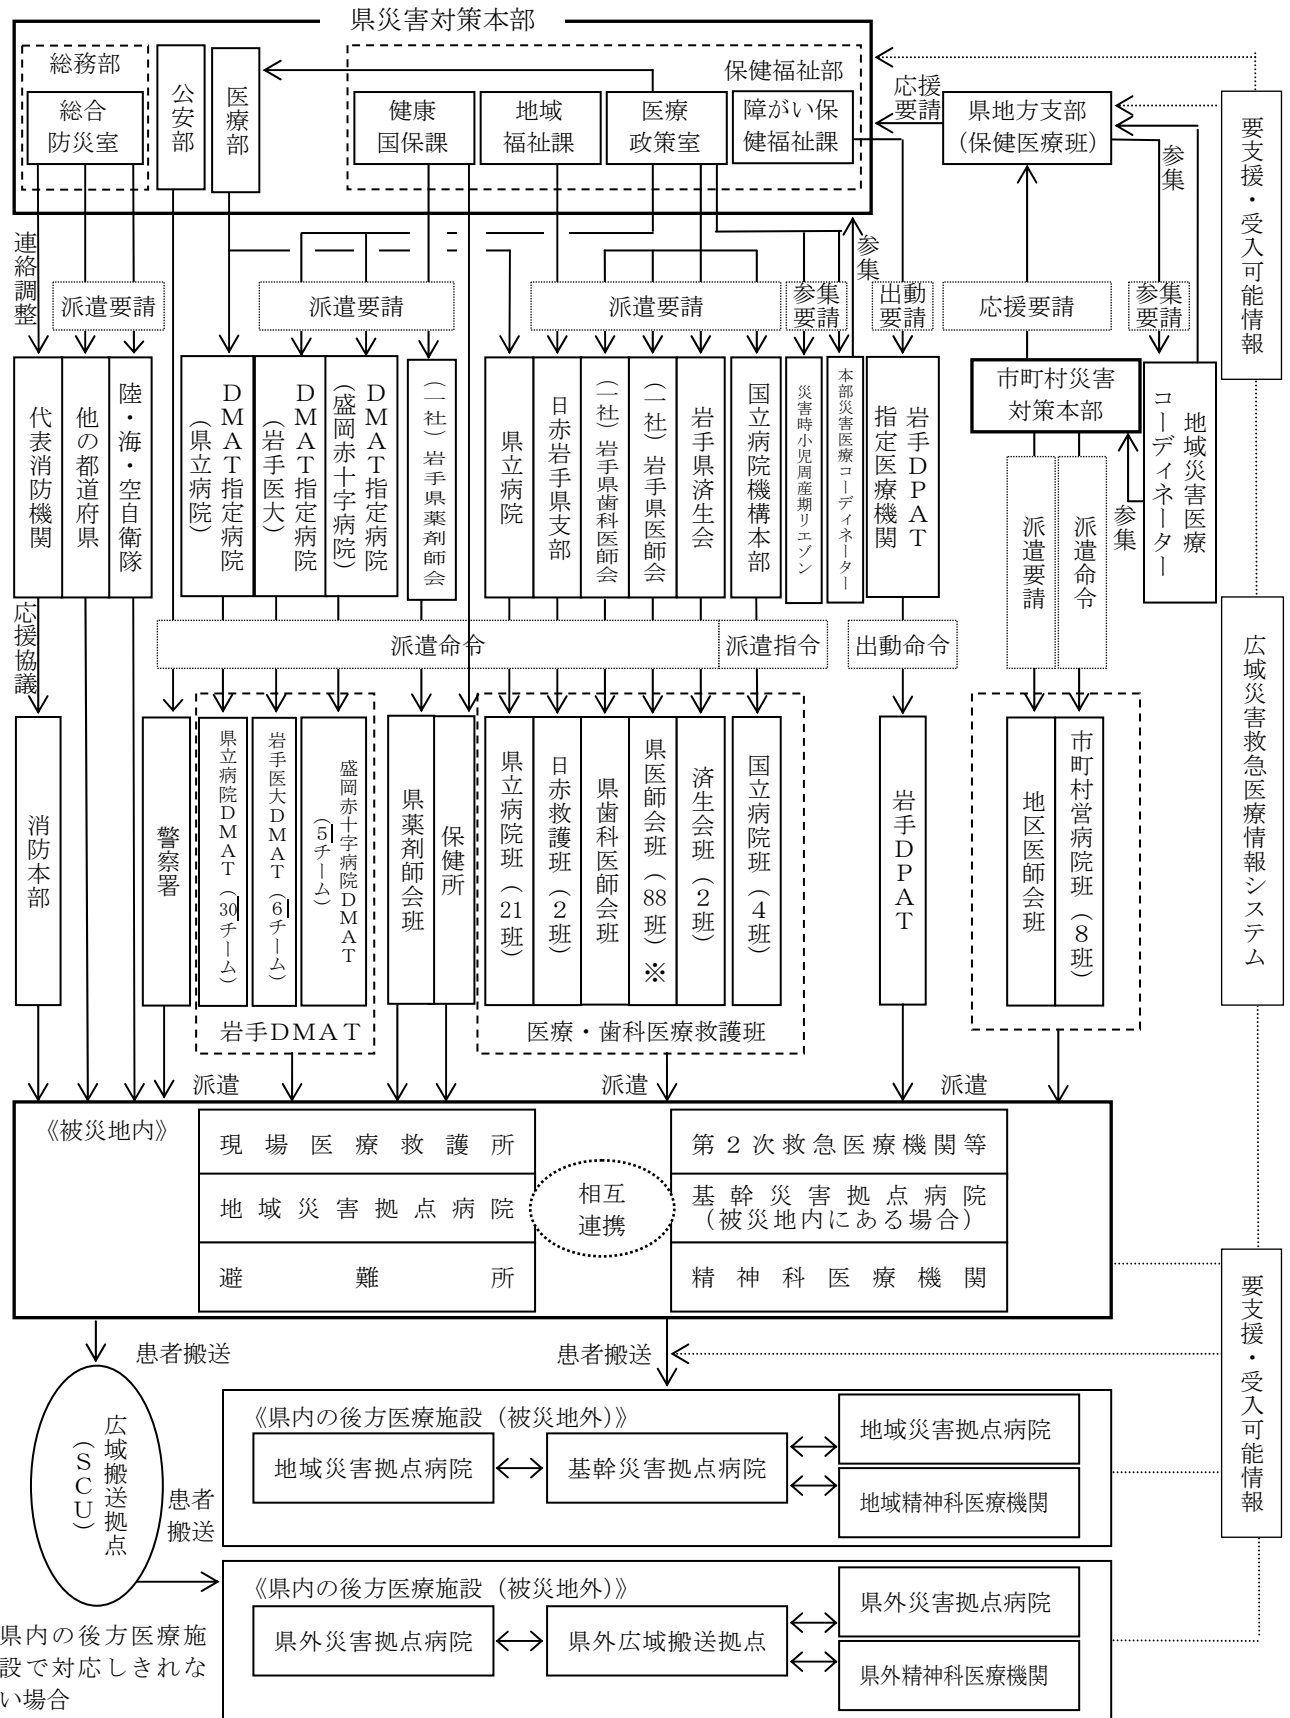 県災害対策本部
総務部
総合
防災室
公安部
医療部
保健福祉部
健康
国保課
地域
福祉課
医療
政策室
障がい保
健福祉課
応援
要請
県地方支部
(保健医療班)
参集
要支援・受入可能情報
連絡調整
派遣要請
派遣要請
派遣要請
参集
要請
参集
出動
要請
応援要請
参集
要請
代表消防機関
他の都道府県
陸・海・空自衛隊
DMAT指定病院
(県立病院)
DMAT指定病院
(岩手医大)
DMAT指定病院
(盛岡赤十字病院)
(一社)岩手県薬剤師会
県立病院
日赤岩手県支部
(一社)岩手県歯科医師会
(一社)岩手県医師会
岩手県済生会
国立病院機構本部
災害時小児周産期リエゾン
本部災害医療コーディネーター
岩手DPAT
指定医療機関
市町村災害
対策本部
地域災害医療
コーディネーター
参集
派遣要請
派遣命令
応援協議
派遣命令
派遣指令
出動命令
広域災害救急医療情報システム
消防本部
警察署
県立病院DMAT(30チーム)
岩手医大DMAT(6チーム)
盛岡赤十字病院DMAT
(5チーム)
岩手DMAT
県薬剤師会班
保健所
県立病院班(21班)
日赤救護班(2班)
県歯科医師会班
県医師会班(88班)※
済生会班(2班)
国立病院班(4班)
医療・歯科医療救護班
岩手DPAT
地区医師会班
市町村営病院班(8班)
派遣
派遣
派遣
《被災地内》
現場医療救護所
地域災害拠点病院
避難所
相互
連携
第2次救急医療機関等
基幹災害拠点病院
(被災地内にある場合)
精神科医療機関
要支援・受入可能情報
患者搬送
患者搬送
広域搬送拠点
(SCU)
《県内の後方医療施設(被災地外)》
地域災害拠点病院
基幹災害拠点病院
地域災害拠点病院
地域精神科医療機関
患者
搬送
《県内の後方医療施設(被災地外)》
県外災害拠点病院
県外広域搬送拠点
県外災害拠点病院
県外精神科医療機関
県内の後方医療施
設で対応しきれな
い場合